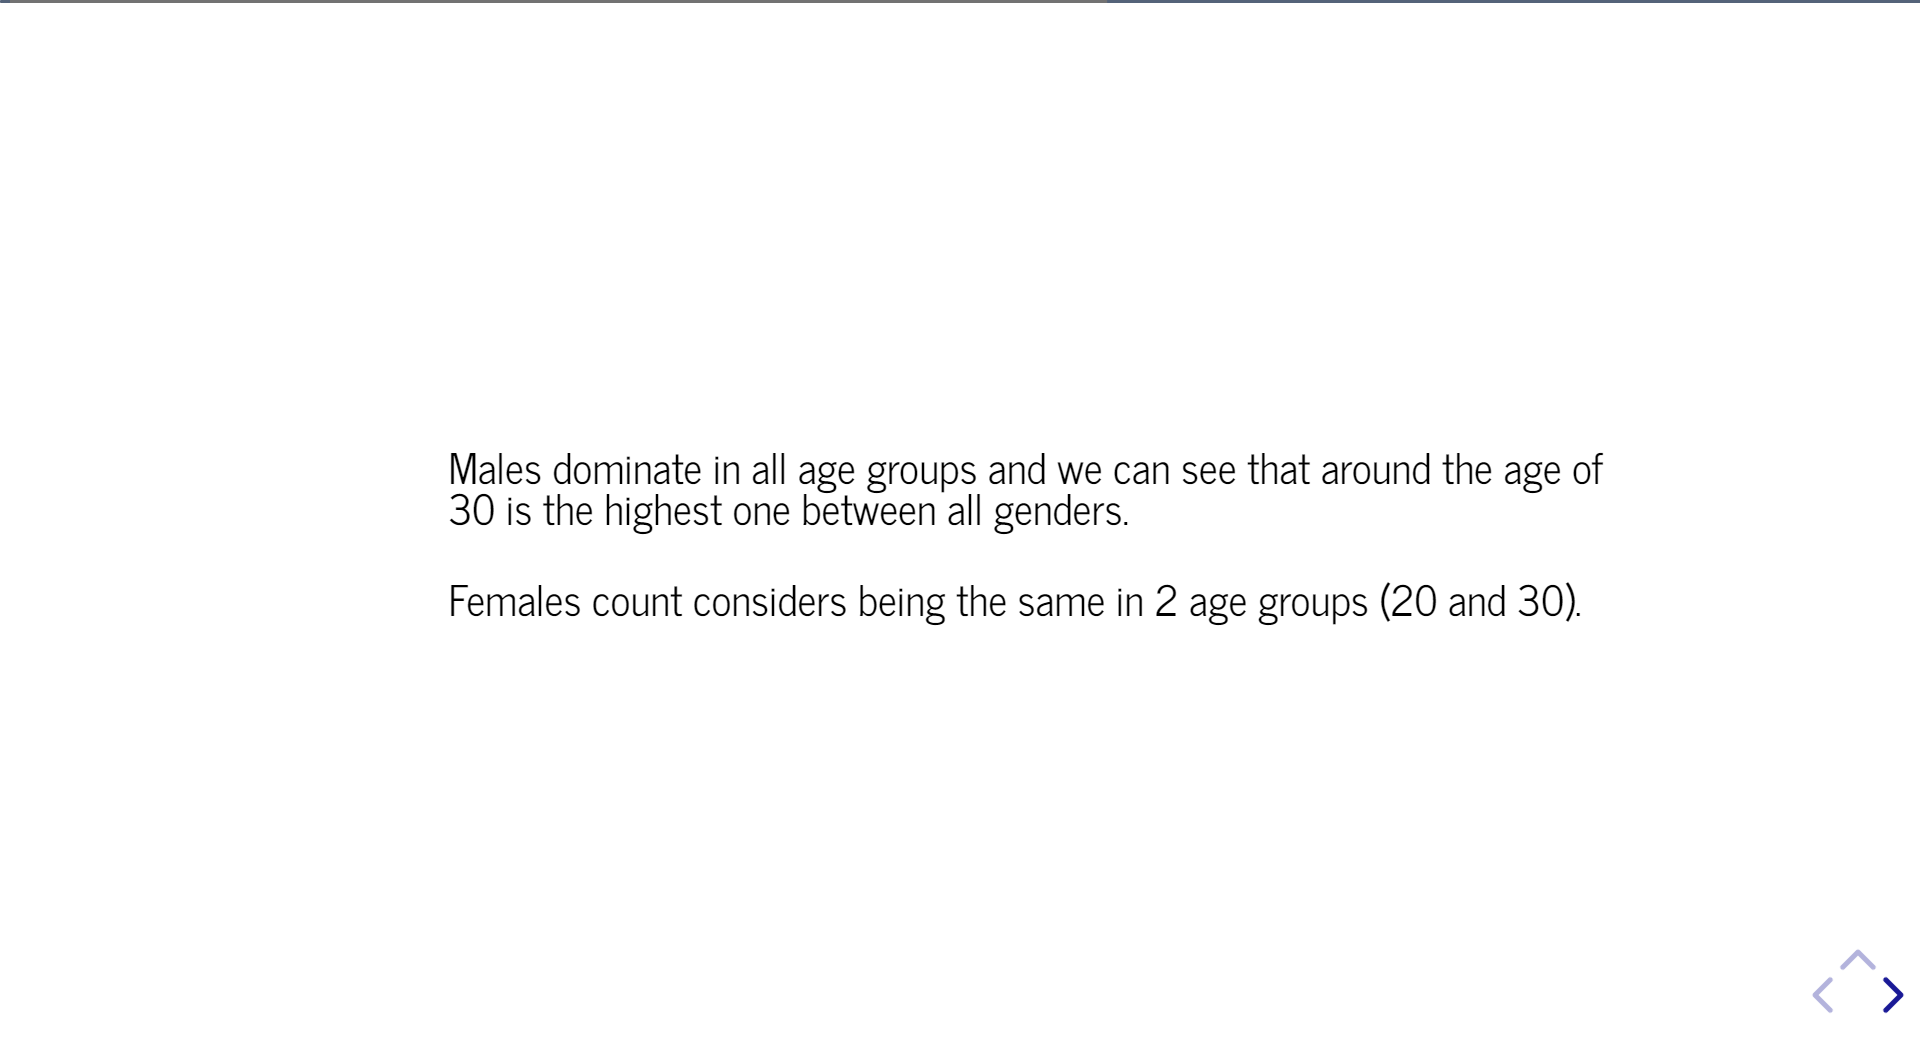 Males dominate in all age groups and we can see that around the age of
30 is the highest one between all genders.
Females count considers being the same in 2 age groups (20 and 30).